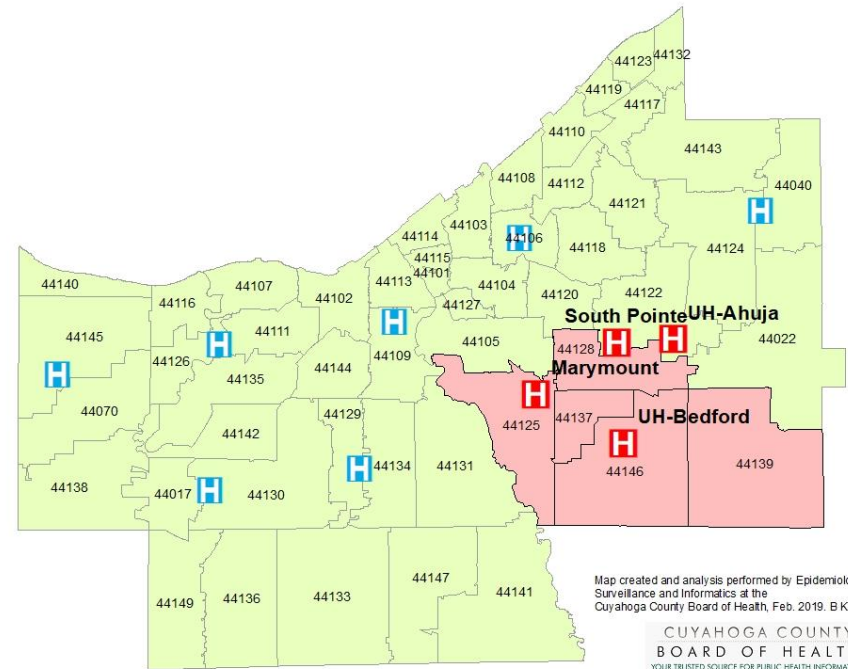 44132
44123
44119
44117
44110
44143
44108
44112
44040
44121
44103
44114
44106
44118
44124
44115
44101
44113
44140
44107
44104
44116
44102
44127
44120
44122
South Pointe
UH-Ahuja
44145
44111
44105
44128
44022
44126
44109
44144
Marymount
44135
44070
44129
44125
44137
UH-Bedford
44142
44134
44131
44146
44139
44138
44017
44130
44147
44141
44149
44136
44133
H
H
H
H
H
H
H
H
H
H
H
Map created and analysis performed by
Surveillance and Informatics at the
Cuyahoga County Board of Health, Feb. 2019. B
CUYAHOGA COUNTY
BOARD OF
YOUR TRUSTED SOURCE FOR PUBLIC HEALTH